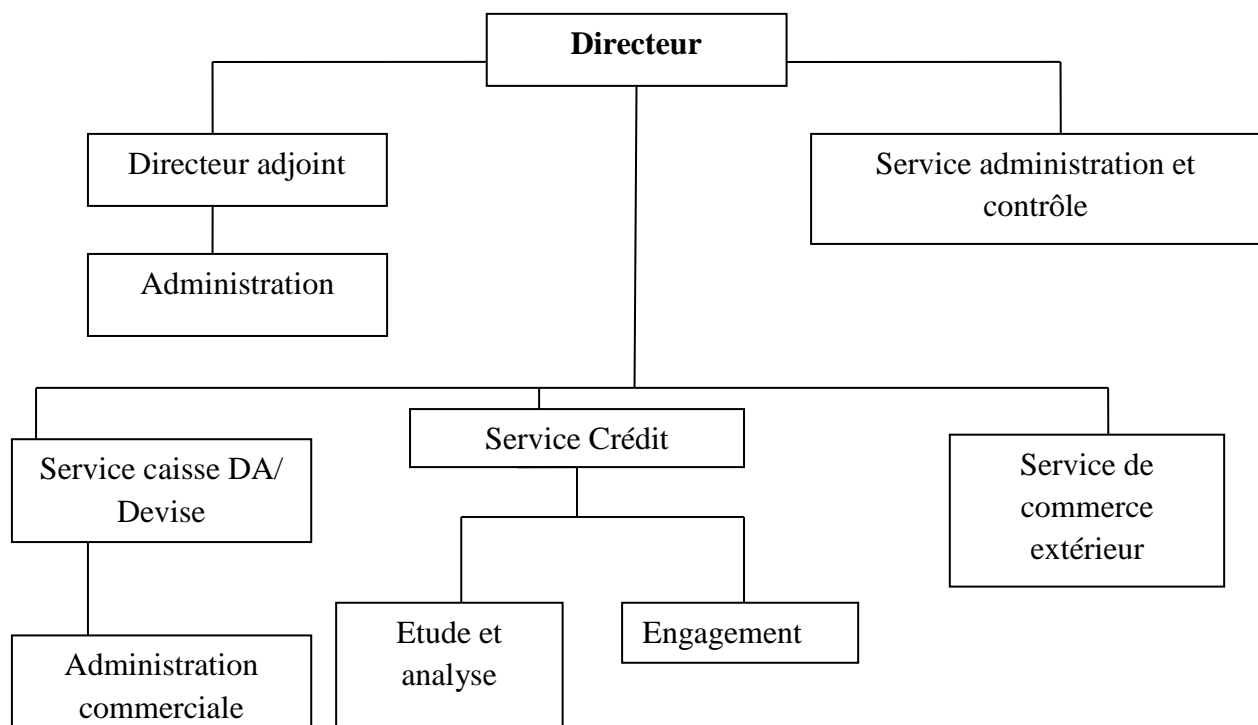 Directeur
Directeur adjoint
Service administration et
contrôle
Administration
Service caisse DA/
Devise
Service Crédit
Service de
commerce
extérieur
Administration
commerciale
Etude et
analyse
Engagement